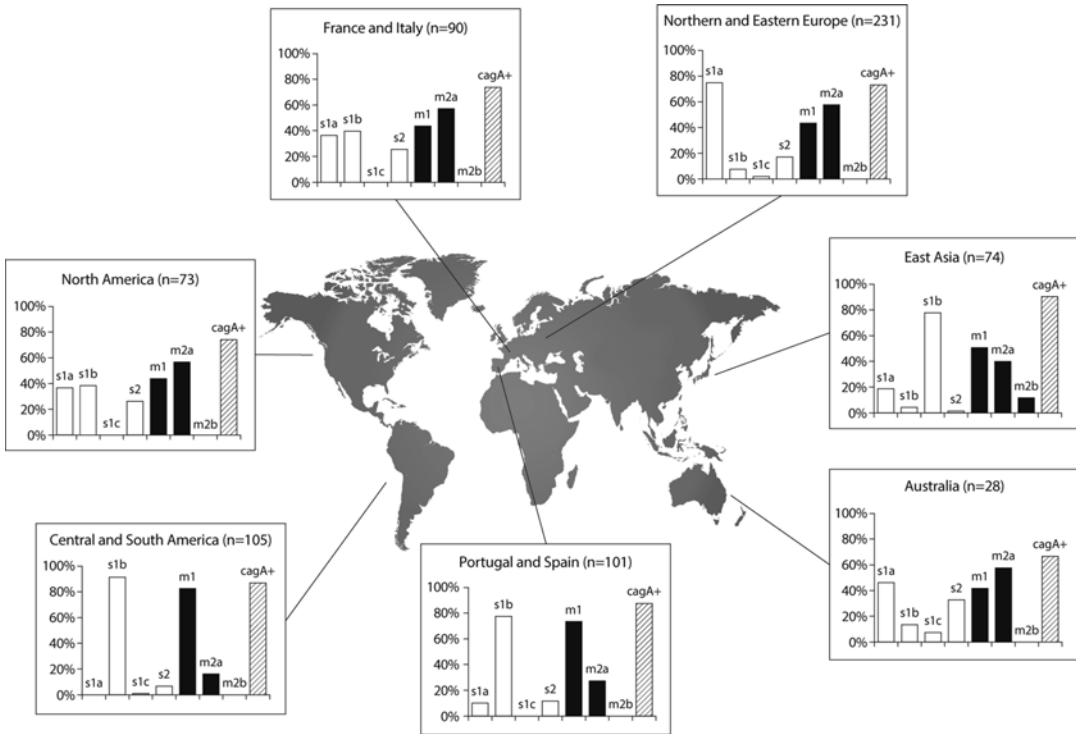 France and Italy (n=90)
100%
80%
60%
40%
20%
0%
s1a
s1b
s1c
s2
m1
m2a
m2b
cagA+
Northern and Eastern Europe (n=231)
100%
80%
60%
40%
20%
0%
s1a
s1b
s1c
s2
m1
m2a
m2b
cagA+
North America (n=73)
100%
80%
60%
40%
20%
0%
s1a
s1b
s1c
s2
m1
m2a
m2b
cagA+
East Asia (n=74)
100%
80%
60%
40%
20%
0%
s1a
s1b
s1b
s2
m1
m2a
m2b
cagA+
Central and South America (n=105)
100%
80%
60%
40%
20%
0%
s1a
s1b
s1c
s2
m1
m2a
m2b
cagA+
Portugal and Spain (n=101)
100%
80%
60%
40%
20%
0%
s1a
s1b
s1c
s2
m1
m2a
m2b
cagA+
Australia (n=28)
100%
80%
60%
40%
20%
0%
s1a
s1b
s1c
s2
m1
m2a
m2b
cagA+